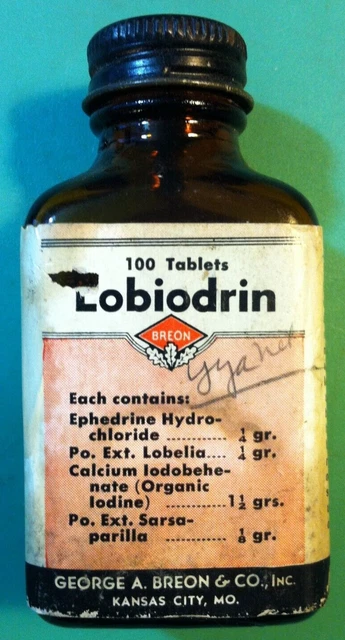 100 Tablets
Lobiodrin
BREON
Each contains:
Ephedrine Hydro-
chloride ........... 1/4 gr.
Po. Ext. Lobelia.... 1/4 gr.
Calcium Iodobehe-
nate (Organic
Iodine) ........... 1 1/2 grs.
Po. Ext. Sarsa-
parilla ............ 1/8 gr.
GEORGE A. BREON & CO., INC.
KANSAS CITY, MO.